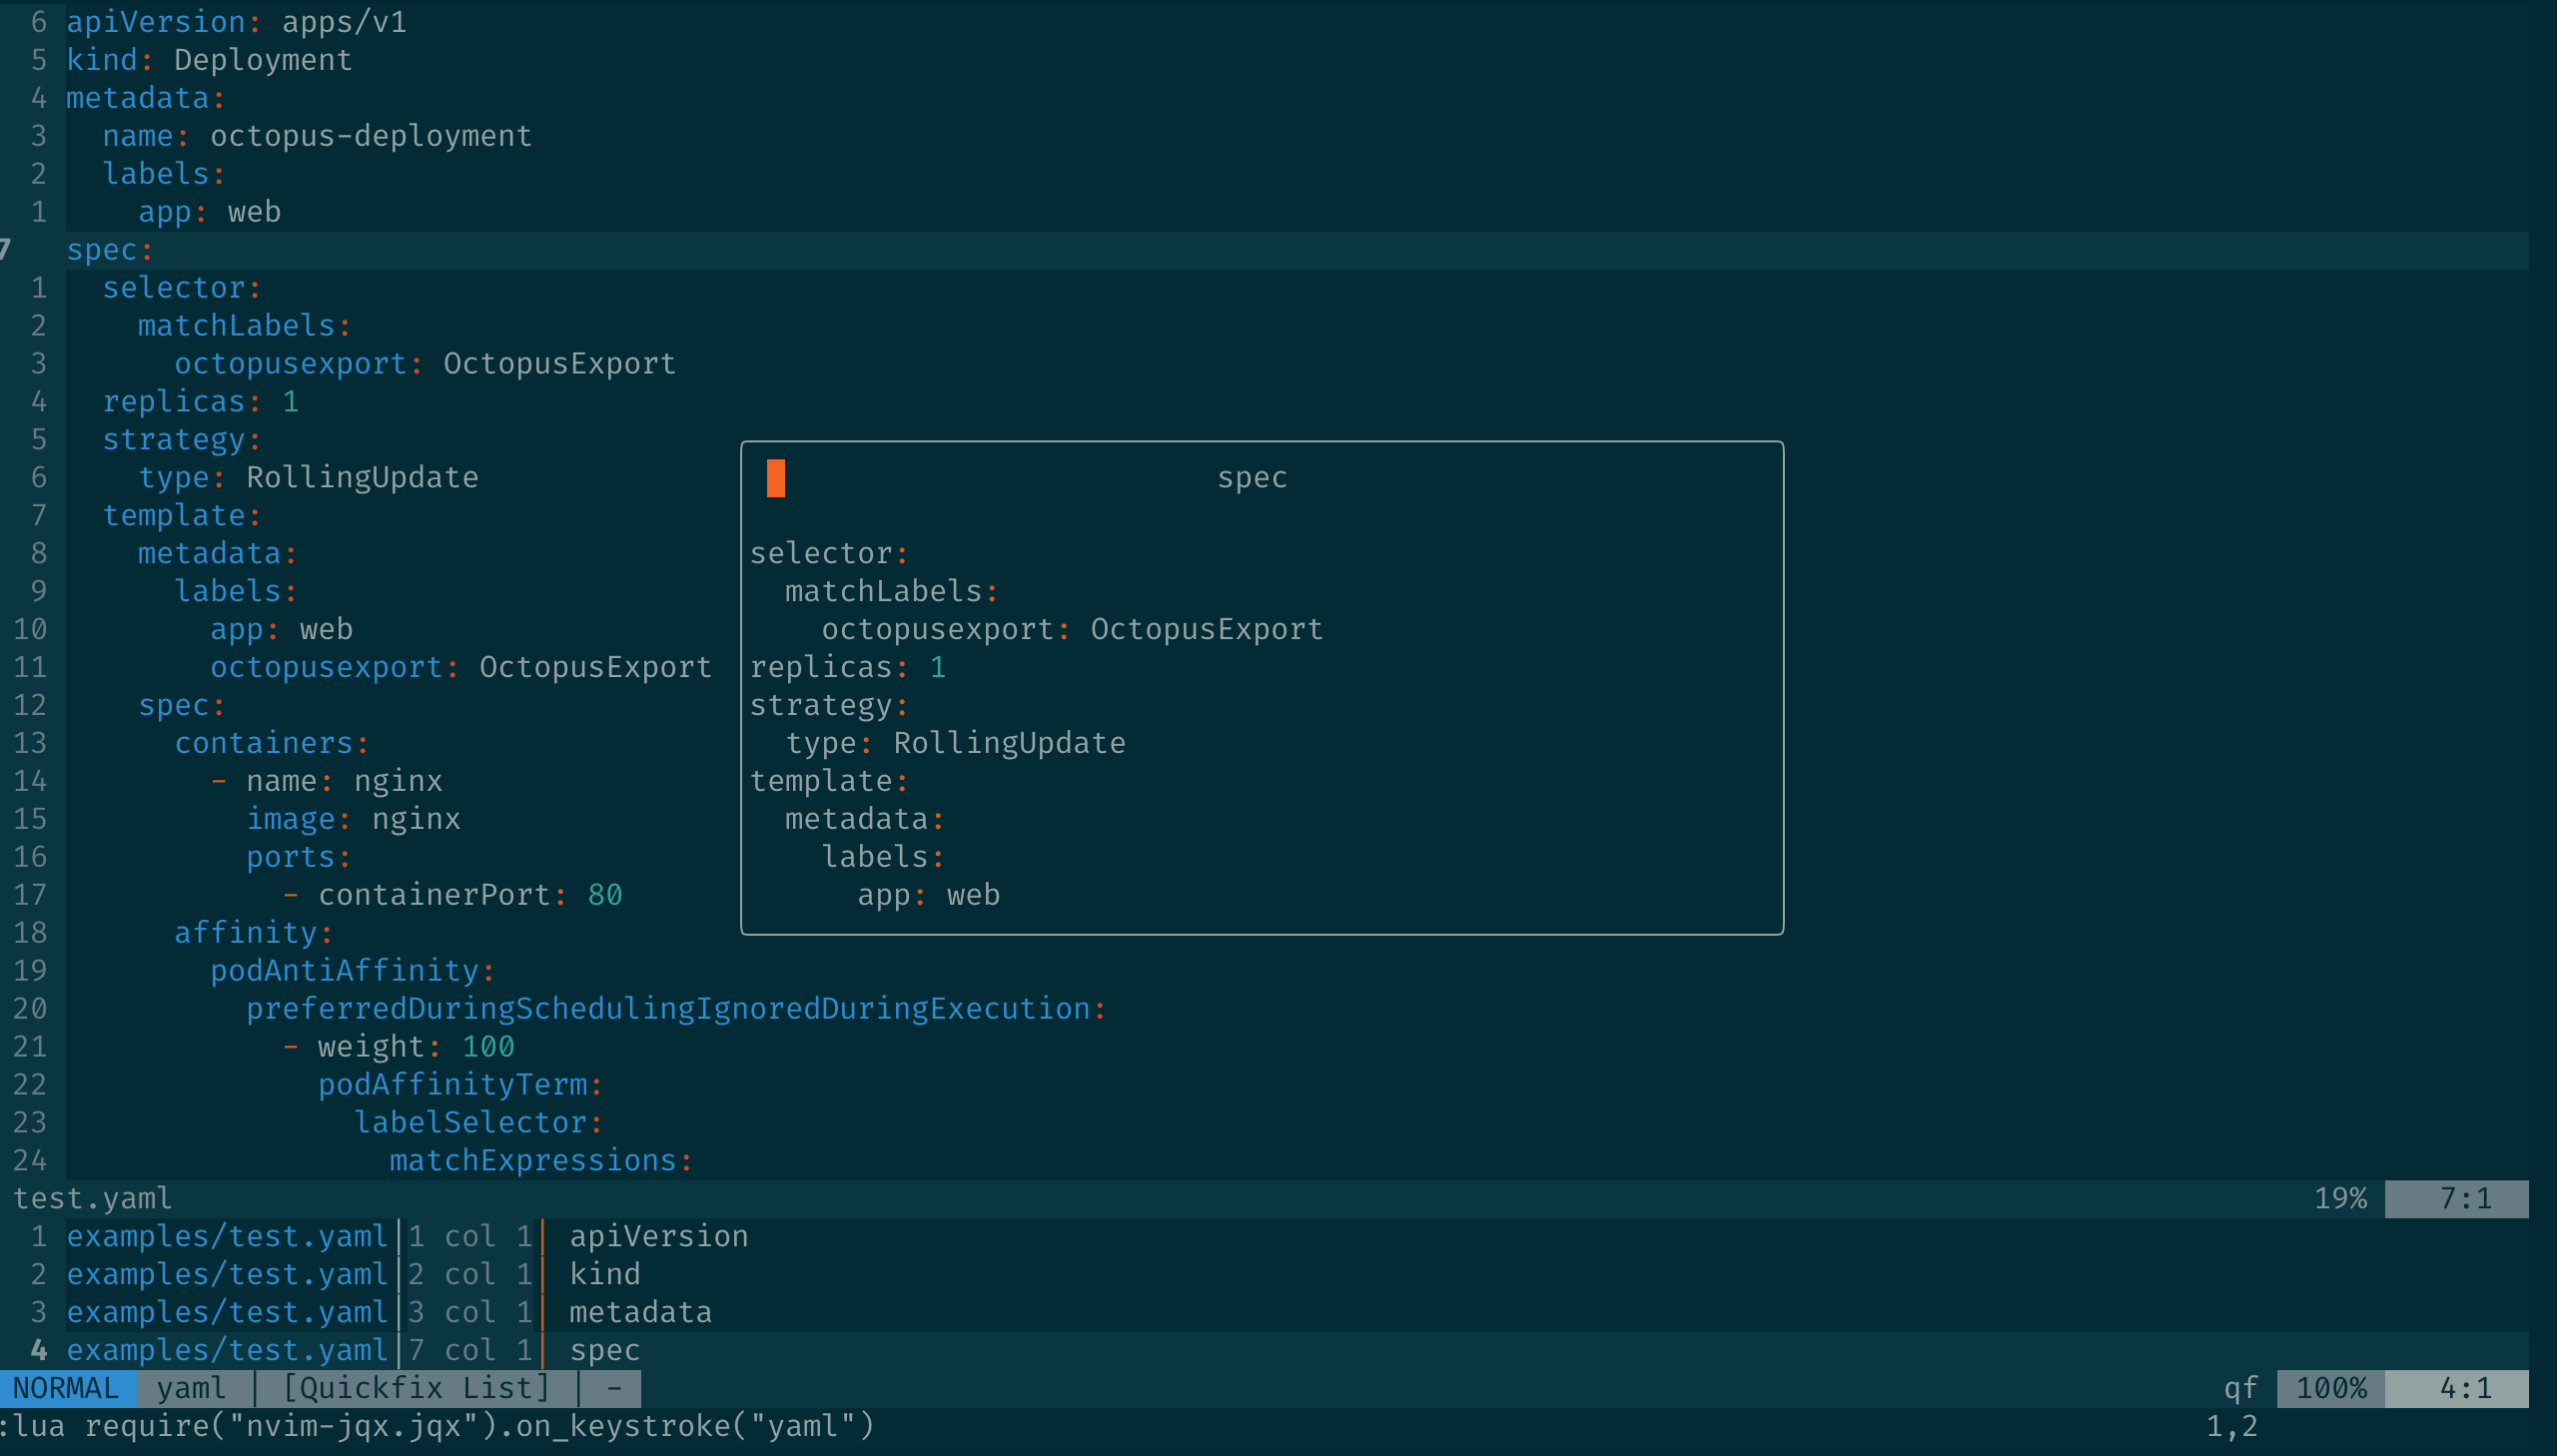 6 apiVersion: apps/v1
5 kind: Deployment
4 metadata:
3   name: octopus-deployment
2   labels:
1     app: web
7   spec:
1   selector:
2     matchLabels:
3       octopusexport: OctopusExport
4   replicas: 1
5   strategy:
6     type: RollingUpdate
7   template:
8     metadata:
9       labels:
10         app: web
11         octopusexport: OctopusExport
12     spec:
13       containers:
14         - name: nginx
15           image: nginx
16           ports:
17             - containerPort: 80
18       affinity:
19         podAntiAffinity:
20           preferredDuringSchedulingIgnoredDuringExecution:
21             - weight: 100
22               podAffinityTerm:
23                 labelSelector:
24                   matchExpressions:
spec
selector:
  matchLabels:
    octopusexport: OctopusExport
replicas: 1
strategy:
  type: RollingUpdate
template:
  metadata:
    labels:
      app: web
test.yaml 19% 7:1
1 examples/test.yaml|1 col 1| apiVersion
2 examples/test.yaml|2 col 1| kind
3 examples/test.yaml|3 col 1| metadata
4 examples/test.yaml|7 col 1| spec
NORMAL yaml | [Quickfix List] | - qf 100% 4:1
:lua require("nvim-jqx.jqx").on_keystroke("yaml") 1,2